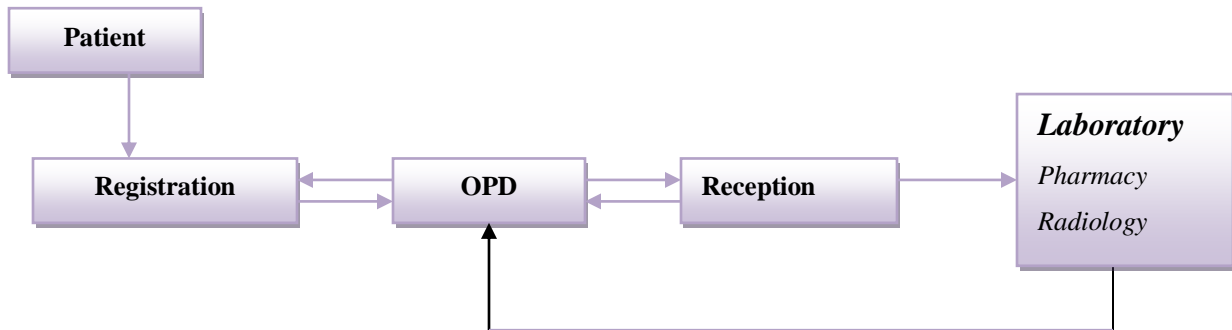 Patient
Registration
OPD
Reception
Laboratory
Pharmacy
Radiology